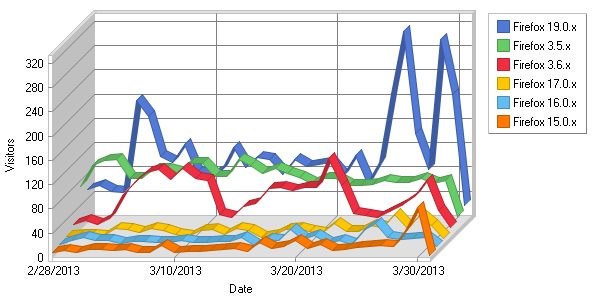 Firefox 19.0.x
Firefox 3.5.x
Firefox 3.6.x
Firefox 17.0.x
Firefox 16.0.x
Firefox 15.0.x
Visitors
320
280
240
200
160
120
80
40
0
2/28/2013 3/10/2013 3/20/2013 3/30/2013
Date